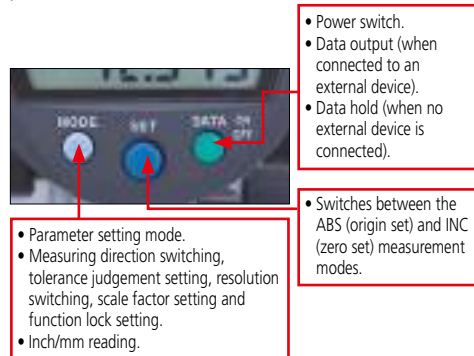 • Power switch.
• Data output (when
connected to an
external device).
• Data hold (when no
external device is
connected).
MODE SET DATA ON
OFF
• Switches between the
ABS (origin set) and INC
(zero set) measurement
modes.
• Parameter setting mode.
• Measuring direction switching,
tolerance judgement setting, resolution
switching, scale factor setting and
function lock setting.
• Inch/mm reading.